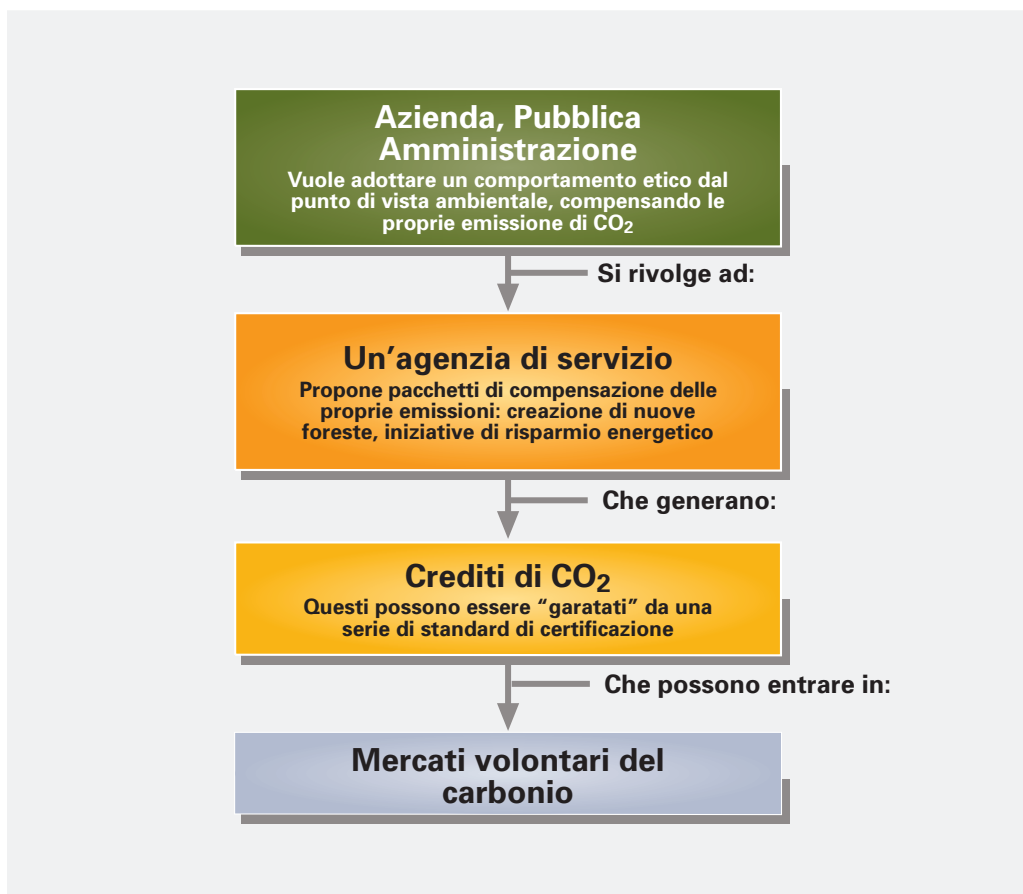 Azienda, Pubblica
Amministrazione
Vuole adottare un comportamento etico dal
punto di vista ambientale, compensando le
proprie emissione di CO₂
Si rivolge ad:
Un’agenzia di servizio
Propone pacchetti di compensazione delle
proprie emissioni: creazione di nuove
foreste, iniziative di risparmio energetico
Che generano:
Crediti di CO₂
Questi possono essere “garatati” da una
serie di standard di certificazione
Che possono entrare in:
Mercati volontari del
carbonio